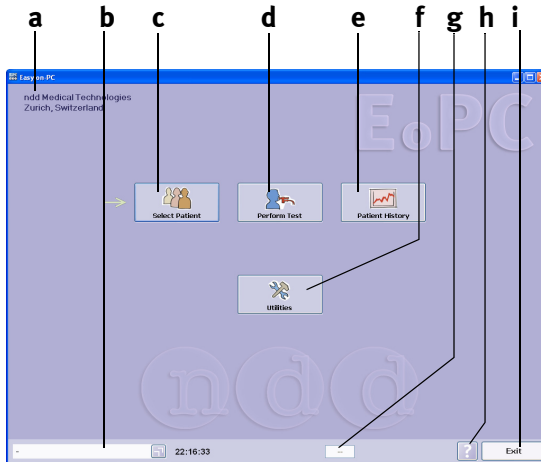 a b c d e f g h i
Easy on-PC
ndd Medical Technologies
Zurich, Switzerland
EoPC
Select Patient
Perform Test
Patient History
Utilities
ndd
-
22:16:33
--
?
Exit